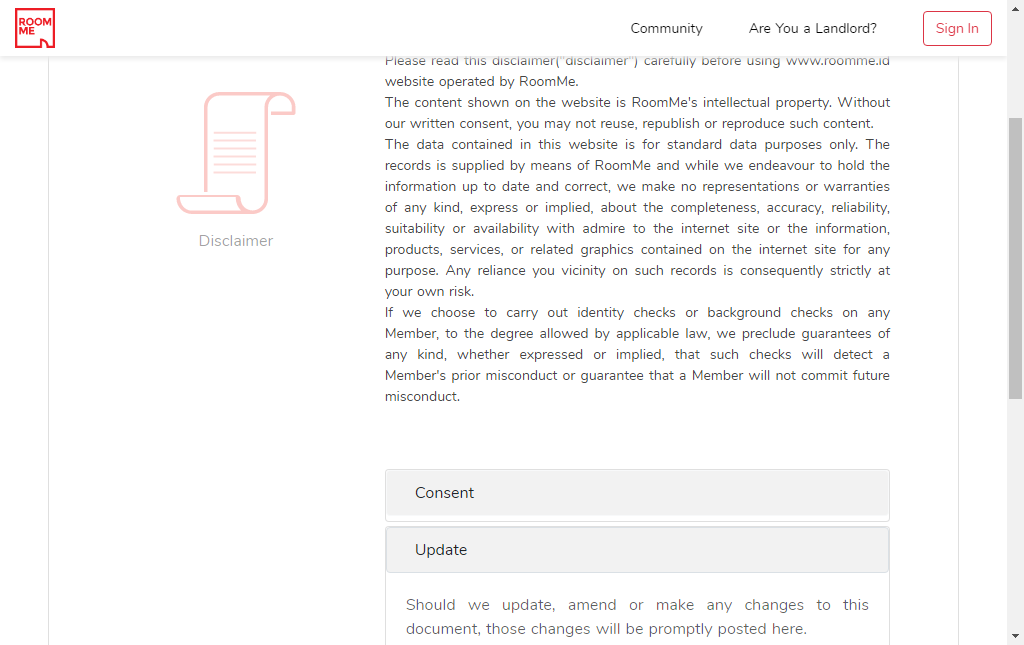 ROOM
ME
Community
Are You a Landlord?
Sign In
Please read this disclaimer("disclaimer") carefully before using www.roomme.id
website operated by RoomMe.
The content shown on the website is RoomMe's intellectual property. Without
our written consent, you may not reuse, republish or reproduce such content.
The data contained in this website is for standard data purposes only. The
records is supplied by means of RoomMe and while we endeavour to hold the
information up to date and correct, we make no representations or warranties
of any kind, express or implied, about the completeness, accuracy, reliability,
suitability or availability with admire to the internet site or the information,
products, services, or related graphics contained on the internet site for any
purpose. Any reliance you vicinity on such records is consequently strictly at
your own risk.
If we choose to carry out identity checks or background checks on any
Member, to the degree allowed by applicable law, we preclude guarantees of
any kind, whether expressed or implied, that such checks will detect a
Member's prior misconduct or guarantee that a Member will not commit future
misconduct.
Disclaimer
Consent
Update
Should we update, amend or make any changes to this
document, those changes will be promptly posted here.